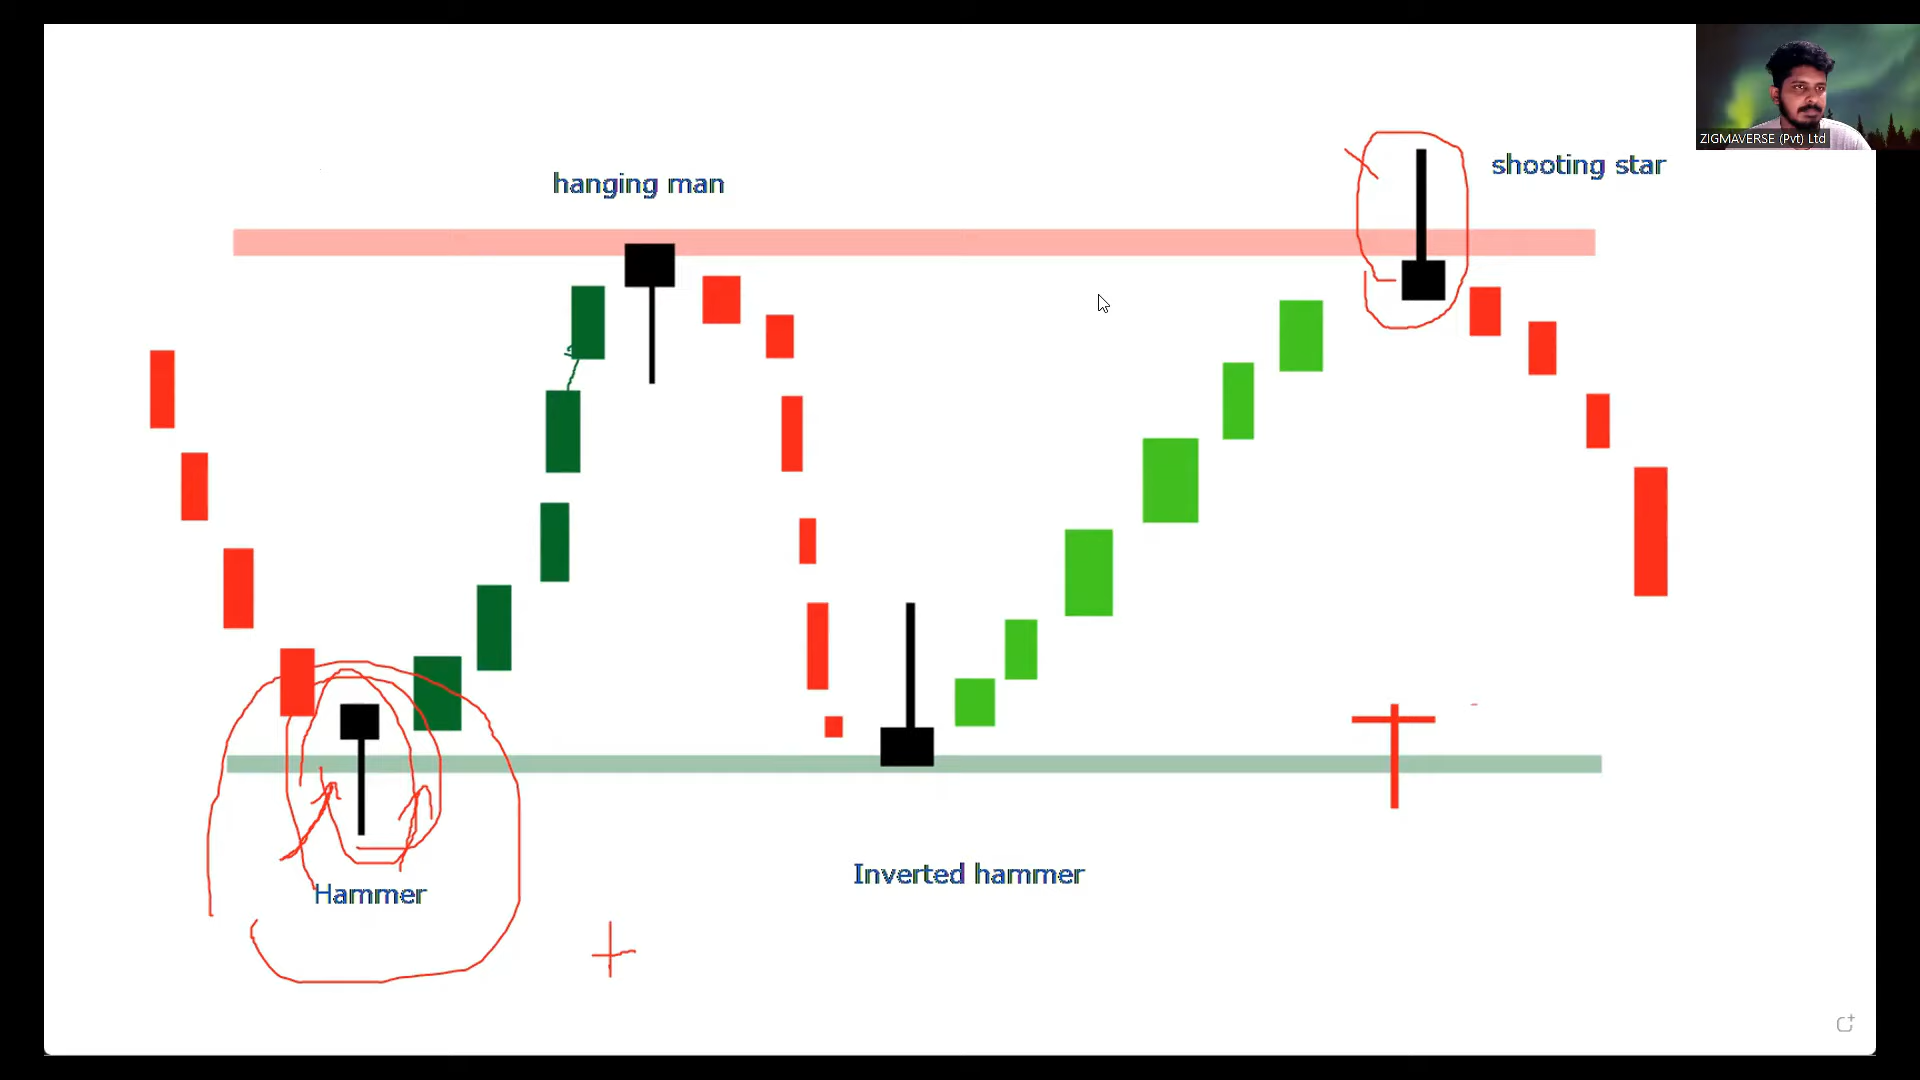 ZIGMAVERSE (Pvt) Ltd
shooting star
hanging man
Inverted hammer
Hammer